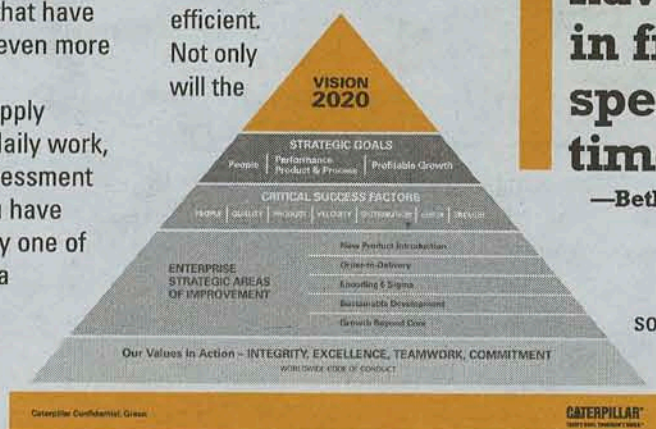 hat have
even more
pply
daily work,
essment
have
y one of
a
efficient.
Not only
will the
in fr
spe
tim
—Betl
so
VISION
2020
STRATEGIC GOALS
People | Performance
Product & Process | Profitable Growth
CRITICAL SUCCESS FACTORS
PEOPLE | QUALITY | PRODUCT | VELOCITY | DISTRIBUTION
ENTERPRISE
STRATEGIC AREAS
OF IMPROVEMENT
New Product Introduction
Order-to-Delivery
Encoding 6 Sigma
Sustainable Development
Growth Beyond Core
Our Values In Action – INTEGRITY, EXCELLENCE, TEAMWORK, COMMITMENT
WORLDWIDE CODE OF CONDUCT
Caterpillar Confidential: Green
CATERPILLAR®